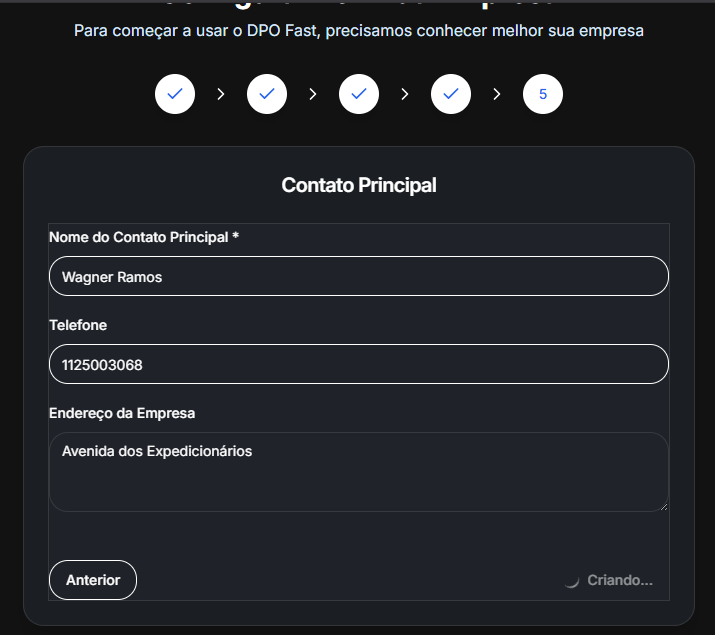 Para começar a usar o DPO Fast, precisamos conhecer melhor sua empresa
5
Contato Principal
Nome do Contato Principal *
Wagner Ramos
Telefone
1125003068
Endereço da Empresa
Avenida dos Expedicionários
Anterior
Criando...